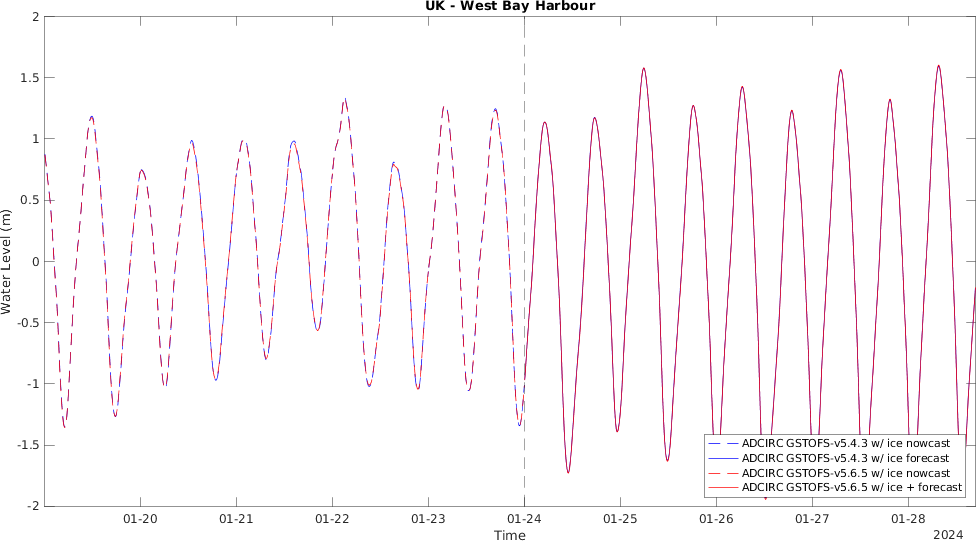 UK - West Bay Harbour
2
1.5
1
0.5
0
-0.5
-1
-1.5
-2
Water Level (m)
ADCIRC GSTOFS-v5.4.3 w/ ice nowcast
ADCIRC GSTOFS-v5.4.3 w/ ice forecast
ADCIRC GSTOFS-v5.6.5 w/ ice nowcast
ADCIRC GSTOFS-v5.6.5 w/ ice + forecast
01-20 01-21 01-22 01-23 01-24 01-25 01-26 01-27 01-28
Time
2024